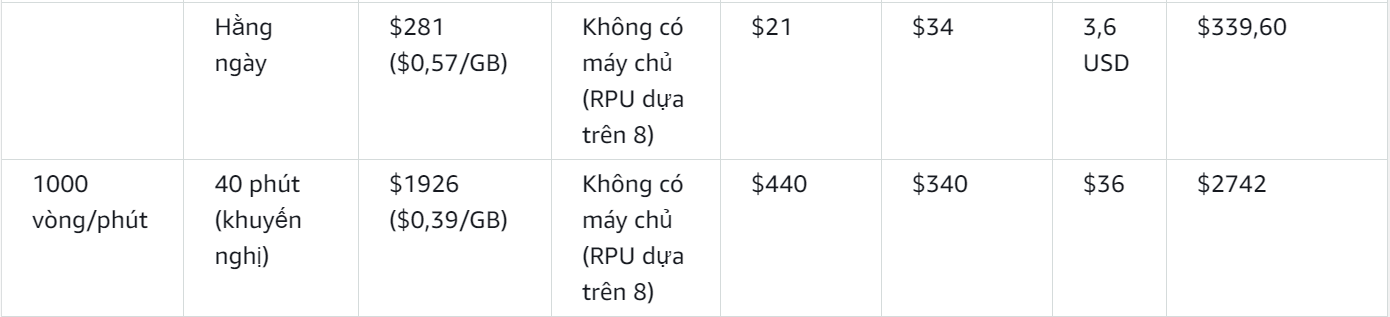 Hằng
ngày
$281
($0,57/GB)
Không có
máy chủ
(RPU dựa
trên 8)
$21
$34
3,6
USD
$339,60
1000
vòng/phút
40 phút
(khuyến
nghị)
$1926
($0,39/GB)
Không có
máy chủ
(RPU dựa
trên 8)
$440
$340
$36
$2742